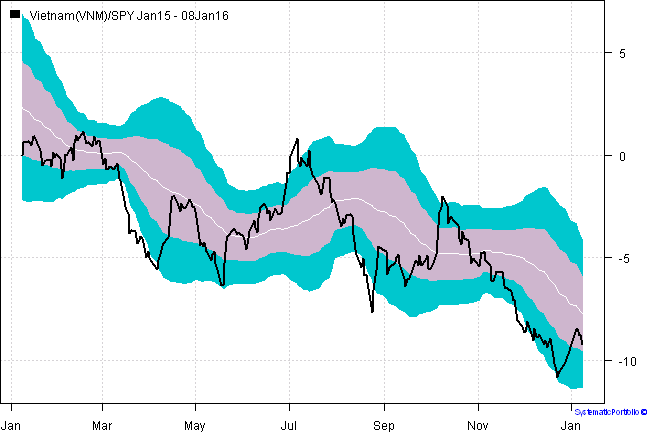 Vietnam(VNM)/SPY Jan15 - 08Jan16
5
0
-5
-10
Jan Mar May Jul Sep Nov Jan
SystematicPortfolio ©